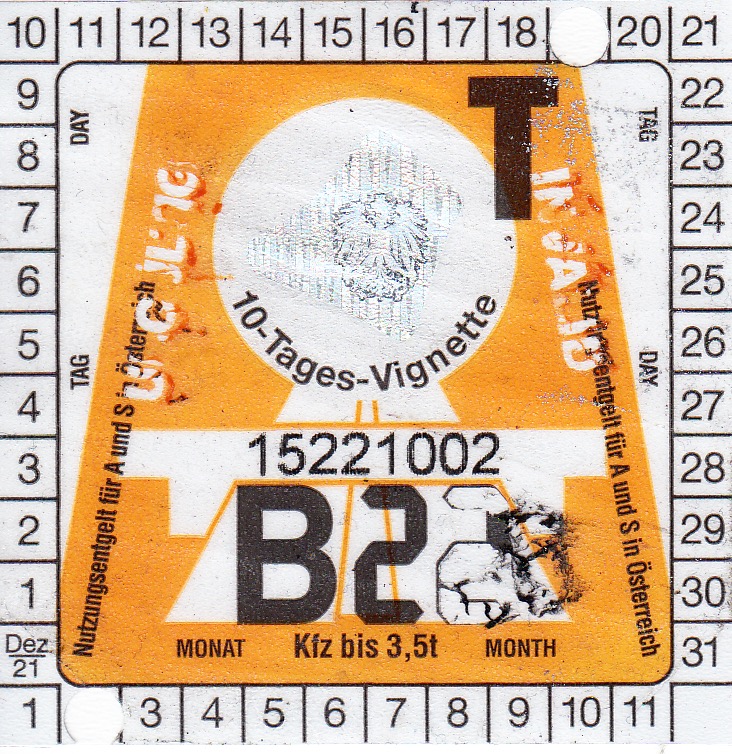 10 11 12 13 14 15 16 17 18 20 21
9 22
8 23
7 24
6 25
5 26
4 27
3 28
2 29
1 30
Dez
21
31
1 3 4 5 6 7 8 9 10 11
DAY
TAG
T
TAG
DAY
10-Tages-Vignette
Nutzungsentgelt für A und S in Österreich
Nutzungsentgelt für A und S in Österreich
15221002
B2
MONAT Kfz bis 3,5t MONTH